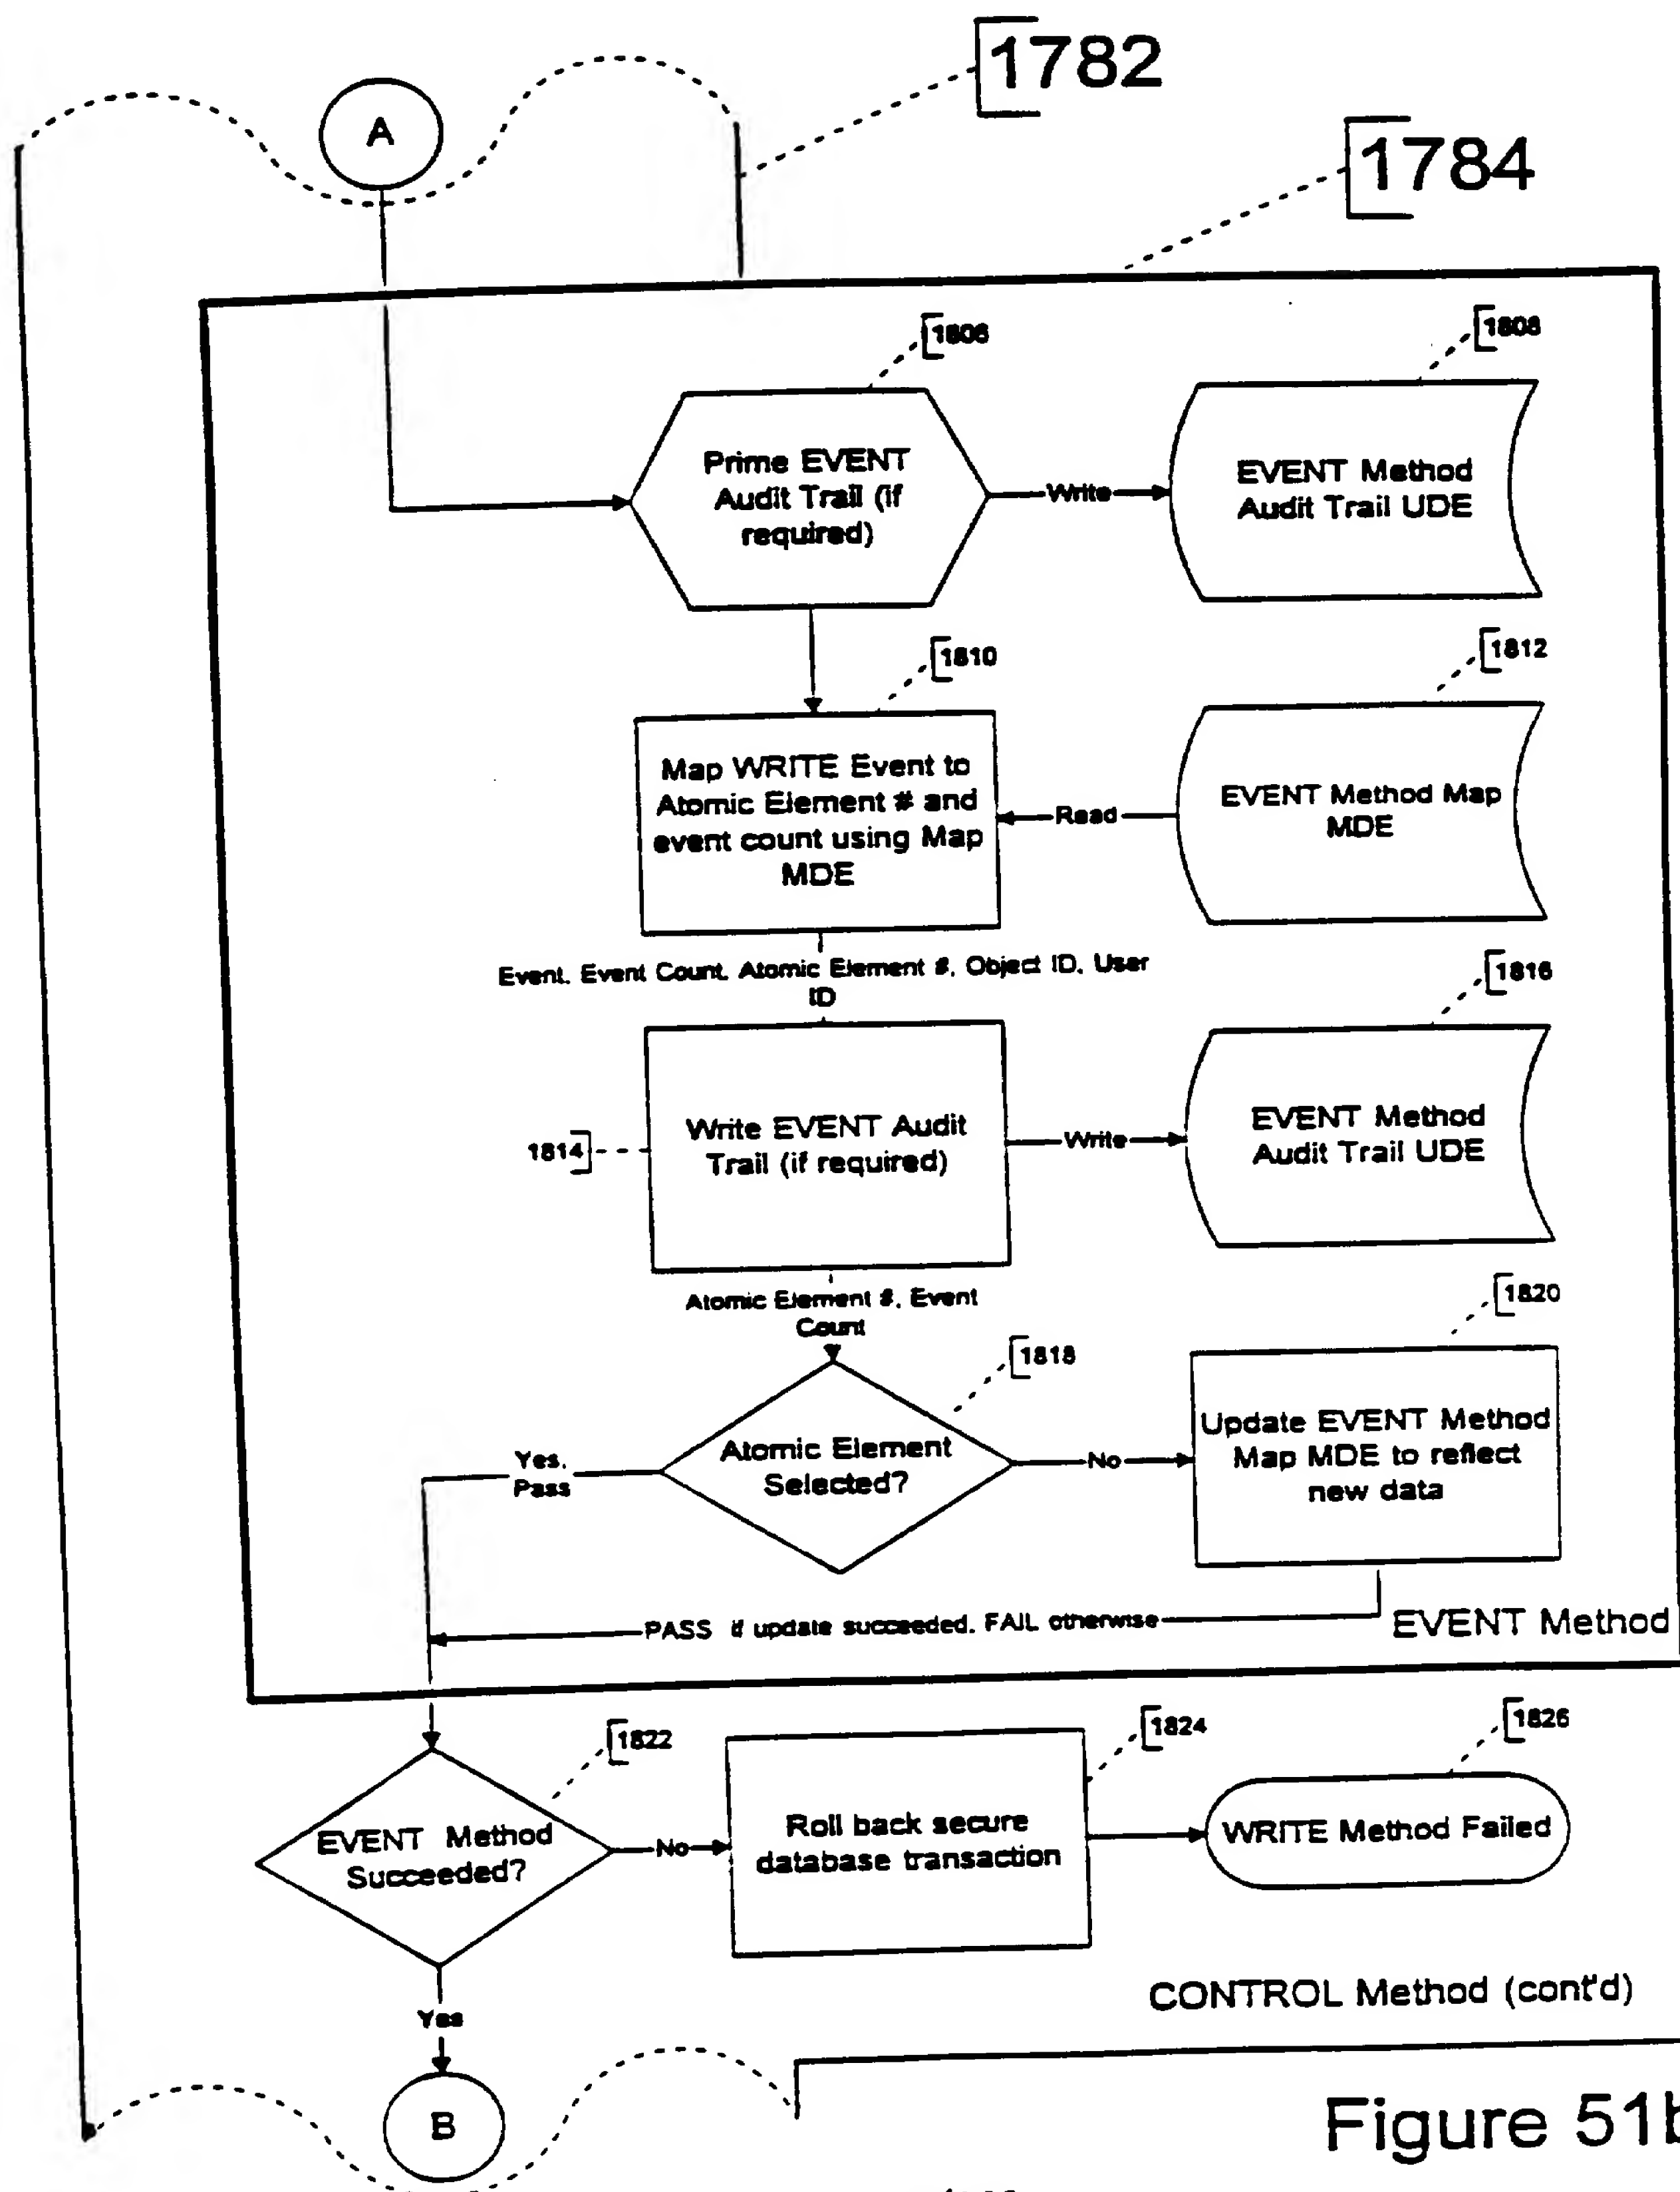 1782
A
1784
1806
1808
Prime EVENT
Audit Trail (if
required)
Write
EVENT Method
Audit Trail UDE
1810
1812
Map WRITE Event to
Atomic Element # and
event count using Map
MDE
Read
EVENT Method Map
MDE
Event, Event Count, Atomic Element #, Object ID, User
ID
1816
1814
Write EVENT Audit
Trail (if required)
Write
EVENT Method
Audit Trail UDE
Atomic Element #, Event
Count
1820
1818
Yes,
Pass
Atomic Element
Selected?
No
Update EVENT Method
Map MDE to reflect
new data
PASS if update succeeded, FAIL otherwise
EVENT Method
1822
1824
1826
EVENT Method
Succeeded?
No
Roll back secure
database transaction
WRITE Method Failed
CONTROL Method (cont'd)
Yes
B
Figure 51b